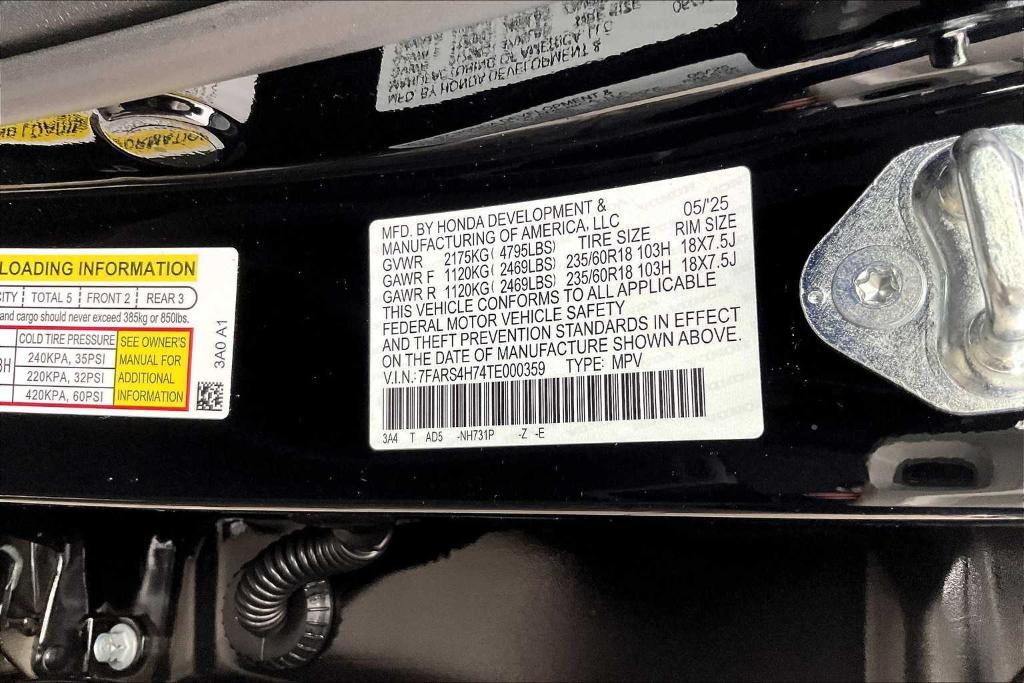 LOADING INFORMATION
CITY TOTAL 5 FRONT 2 REAR 3
and cargo should never exceed 385kg or 850lbs.
COLD TIRE PRESSURE
3H 240KPA, 35PSI
220KPA, 32PSI
420KPA, 60PSI
SEE OWNER'S
MANUAL FOR
ADDITIONAL
INFORMATION
3A0 A1
MFD. BY HONDA DEVELOPMENT & 05/'25
MANUFACTURING OF AMERICA, LLC
GVWR 2175KG( 4795LBS) TIRE SIZE RIM SIZE
GAWR F 1120KG( 2469LBS) 235/60R18 103H 18X7.5J
GAWR R 1120KG( 2469LBS) 235/60R18 103H 18X7.5J
THIS VEHICLE CONFORMS TO ALL APPLICABLE
FEDERAL MOTOR VEHICLE SAFETY
AND THEFT PREVENTION STANDARDS IN EFFECT
ON THE DATE OF MANUFACTURE SHOWN ABOVE.
V.I.N.:7FARS4H74TE000359 TYPE: MPV
3A4 T AD5 -NH731P -Z -E